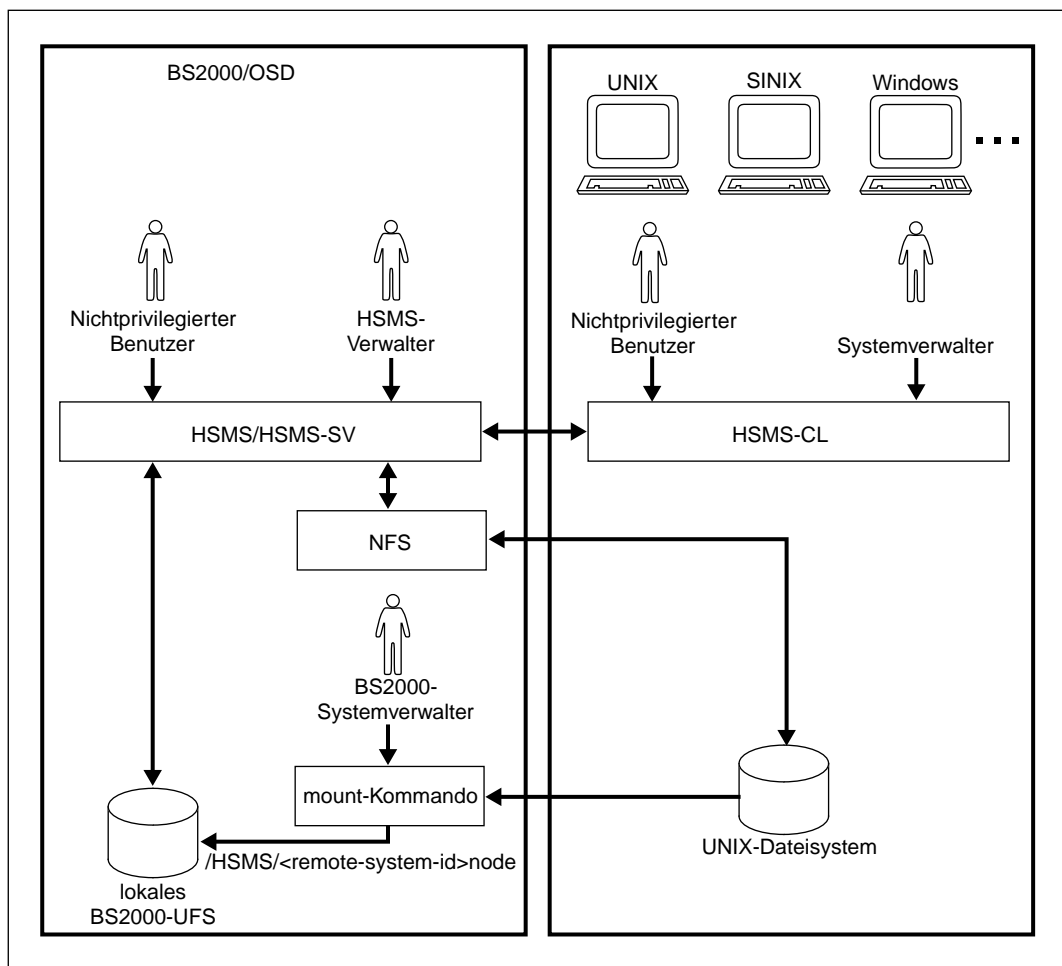 BS2000/OSD
UNIX
SINIX
Windows
Nichtprivilegierter
Benutzer
HSMS-
Verwalter
Nichtprivilegierter
Benutzer
Systemverwalter
HSMS/HSMS-SV
HSMS-CL
NFS
BS2000-
Systemverwalter
mount-Kommando
UNIX-Dateisystem
/HSMS/<remote-system-id>node
lokales
BS2000-UFS